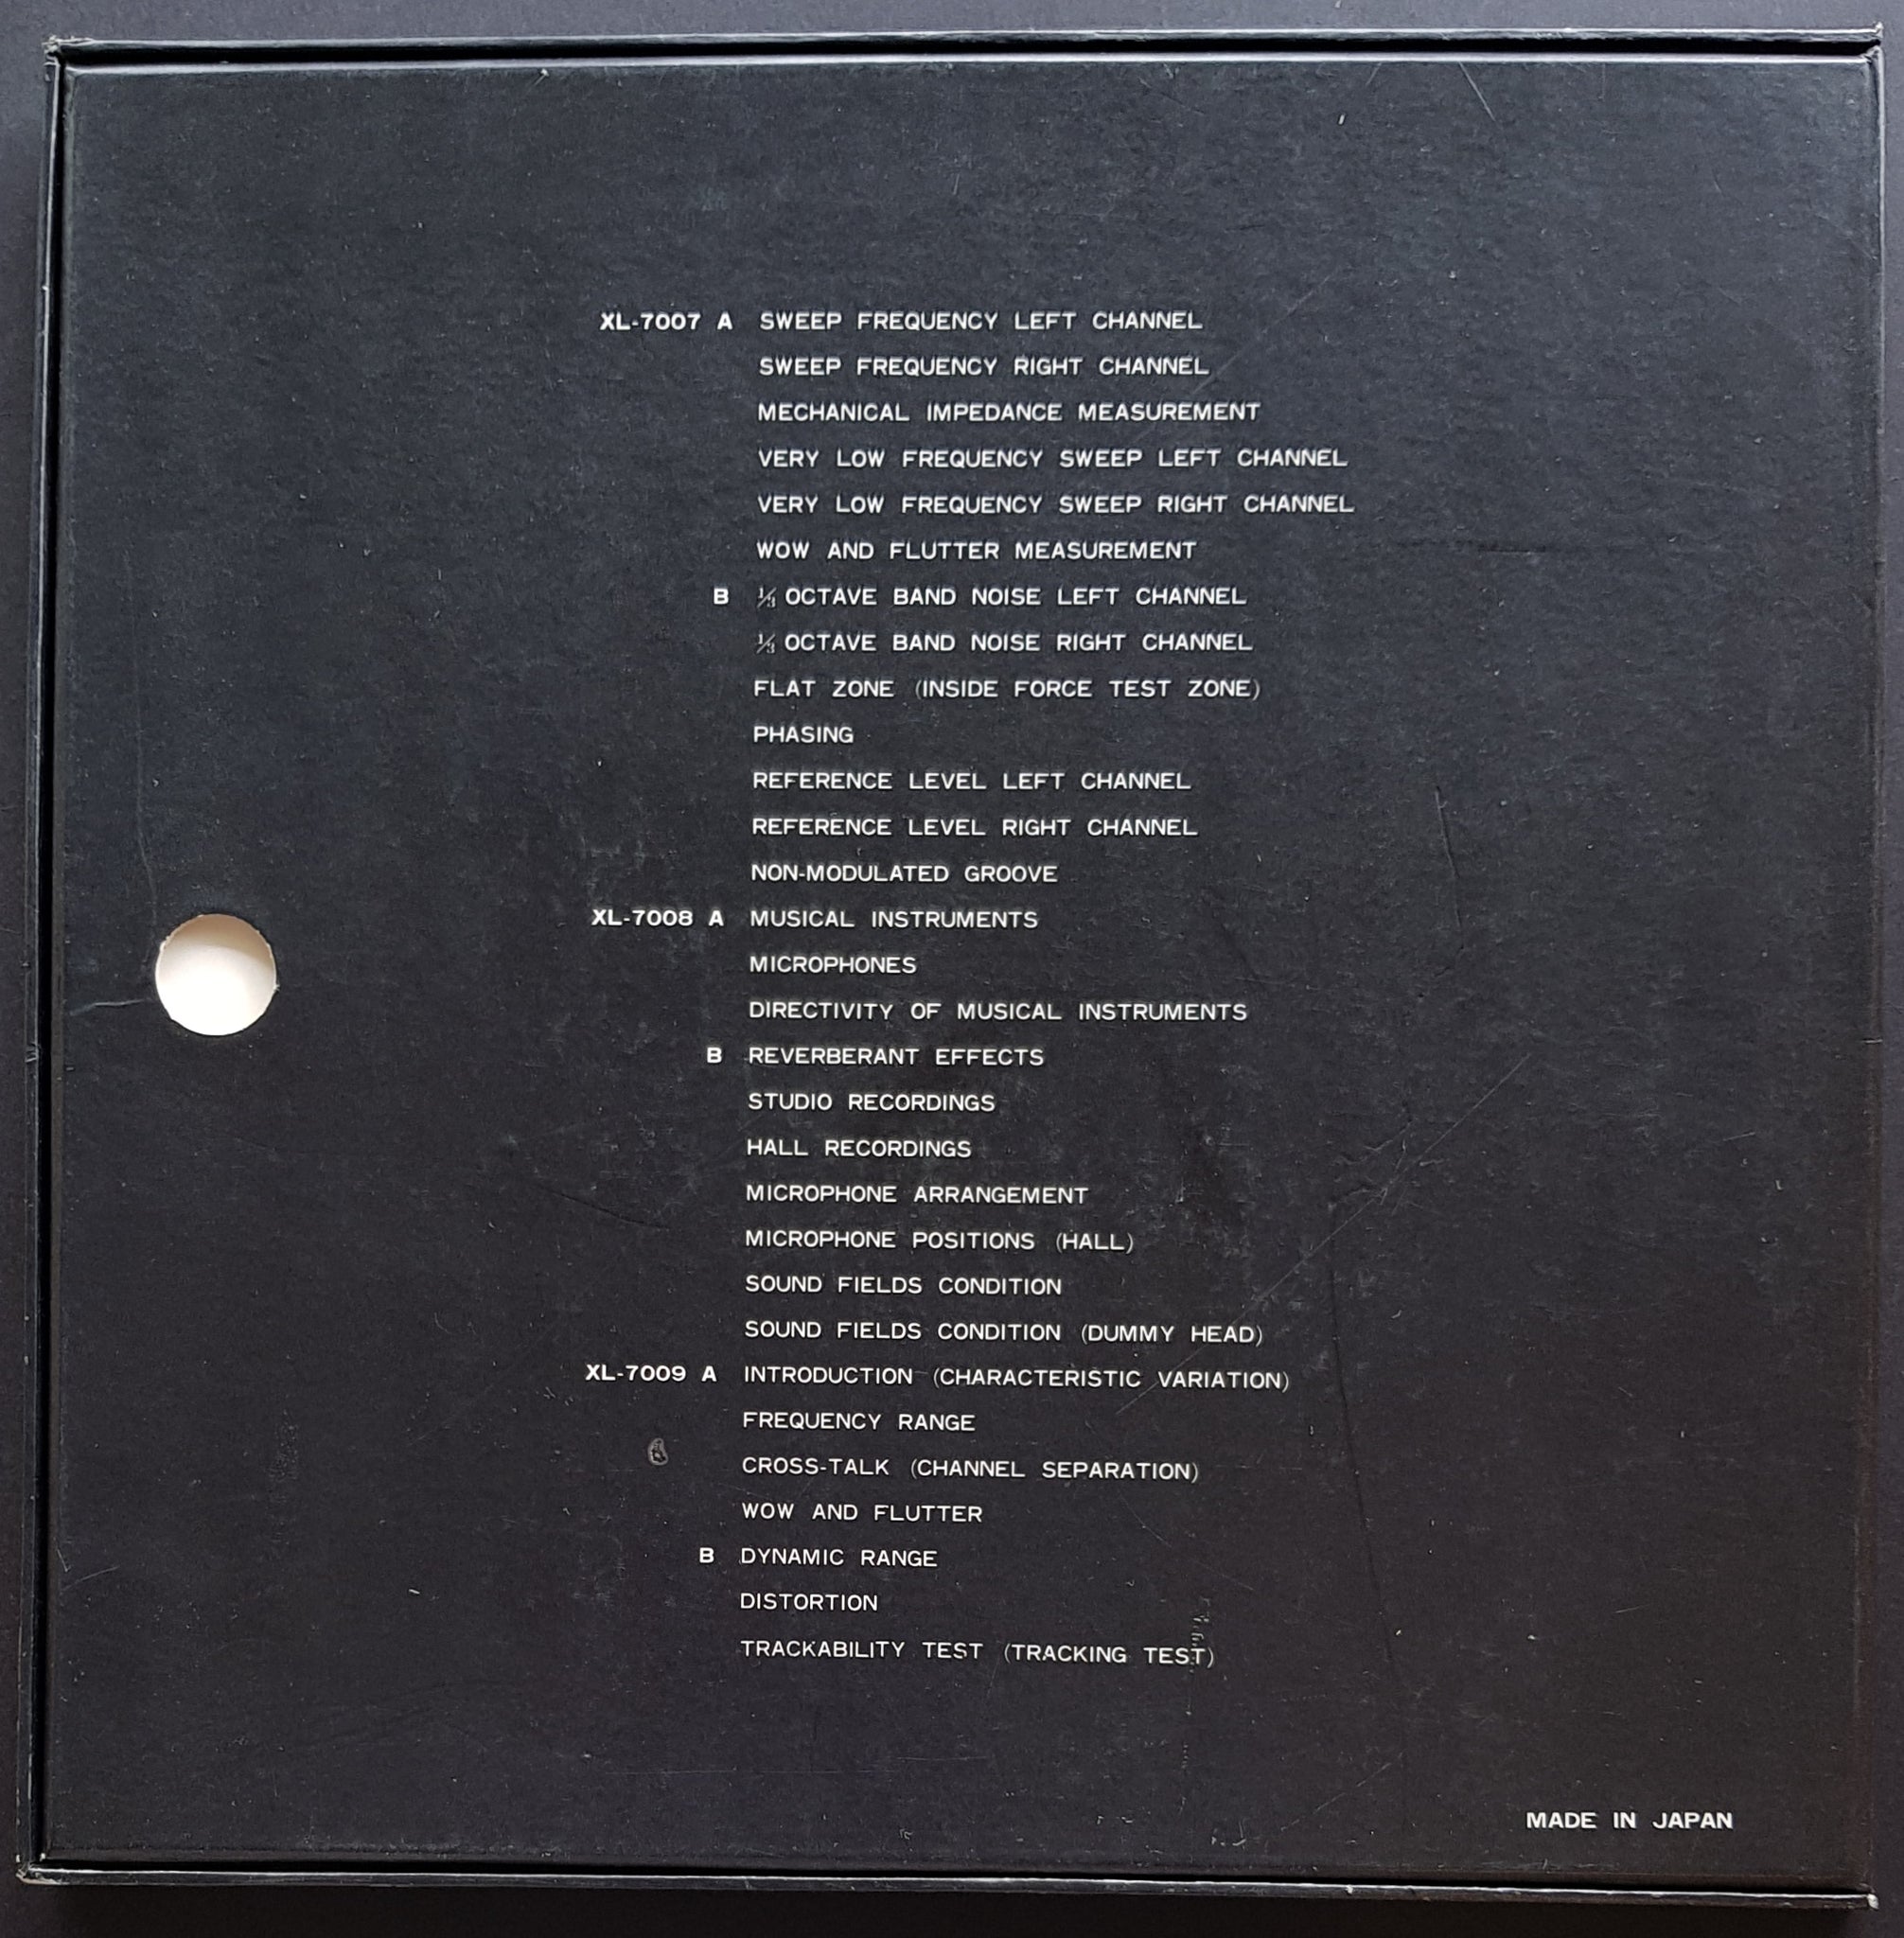 XL-7007 A SWEEP FREQUENCY LEFT CHANNEL
SWEEP FREQUENCY RIGHT CHANNEL
MECHANICAL IMPEDANCE MEASUREMENT
VERY LOW FREQUENCY SWEEP LEFT CHANNEL
VERY LOW FREQUENCY SWEEP RIGHT CHANNEL
WOW AND FLUTTER MEASUREMENT
B ⅓ OCTAVE BAND NOISE LEFT CHANNEL
⅓ OCTAVE BAND NOISE RIGHT CHANNEL
FLAT ZONE (INSIDE FORCE TEST ZONE)
PHASING
REFERENCE LEVEL LEFT CHANNEL
REFERENCE LEVEL RIGHT CHANNEL
NON-MODULATED GROOVE
XL-7008 A MUSICAL INSTRUMENTS
MICROPHONES
DIRECTIVITY OF MUSICAL INSTRUMENTS
B REVERBERANT EFFECTS
STUDIO RECORDINGS
HALL RECORDINGS
MICROPHONE ARRANGEMENT
MICROPHONE POSITIONS (HALL)
SOUND FIELDS CONDITION
SOUND FIELDS CONDITION (DUMMY HEAD)
XL-7009 A INTRODUCTION (CHARACTERISTIC VARIATION)
FREQUENCY RANGE
CROSS-TALK (CHANNEL SEPARATION)
WOW AND FLUTTER
B DYNAMIC RANGE
DISTORTION
TRACKABILITY TEST (TRACKING TEST)
MADE IN JAPAN